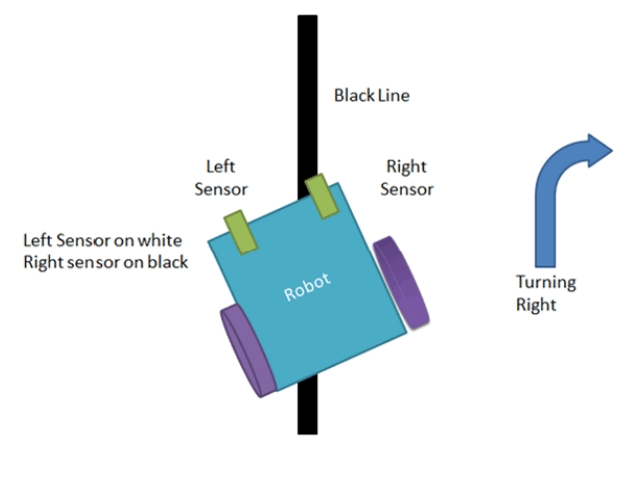 Black Line
Left
Sensor
Right
Sensor
Left Sensor on white
Right sensor on black
Robot
Turning
Right